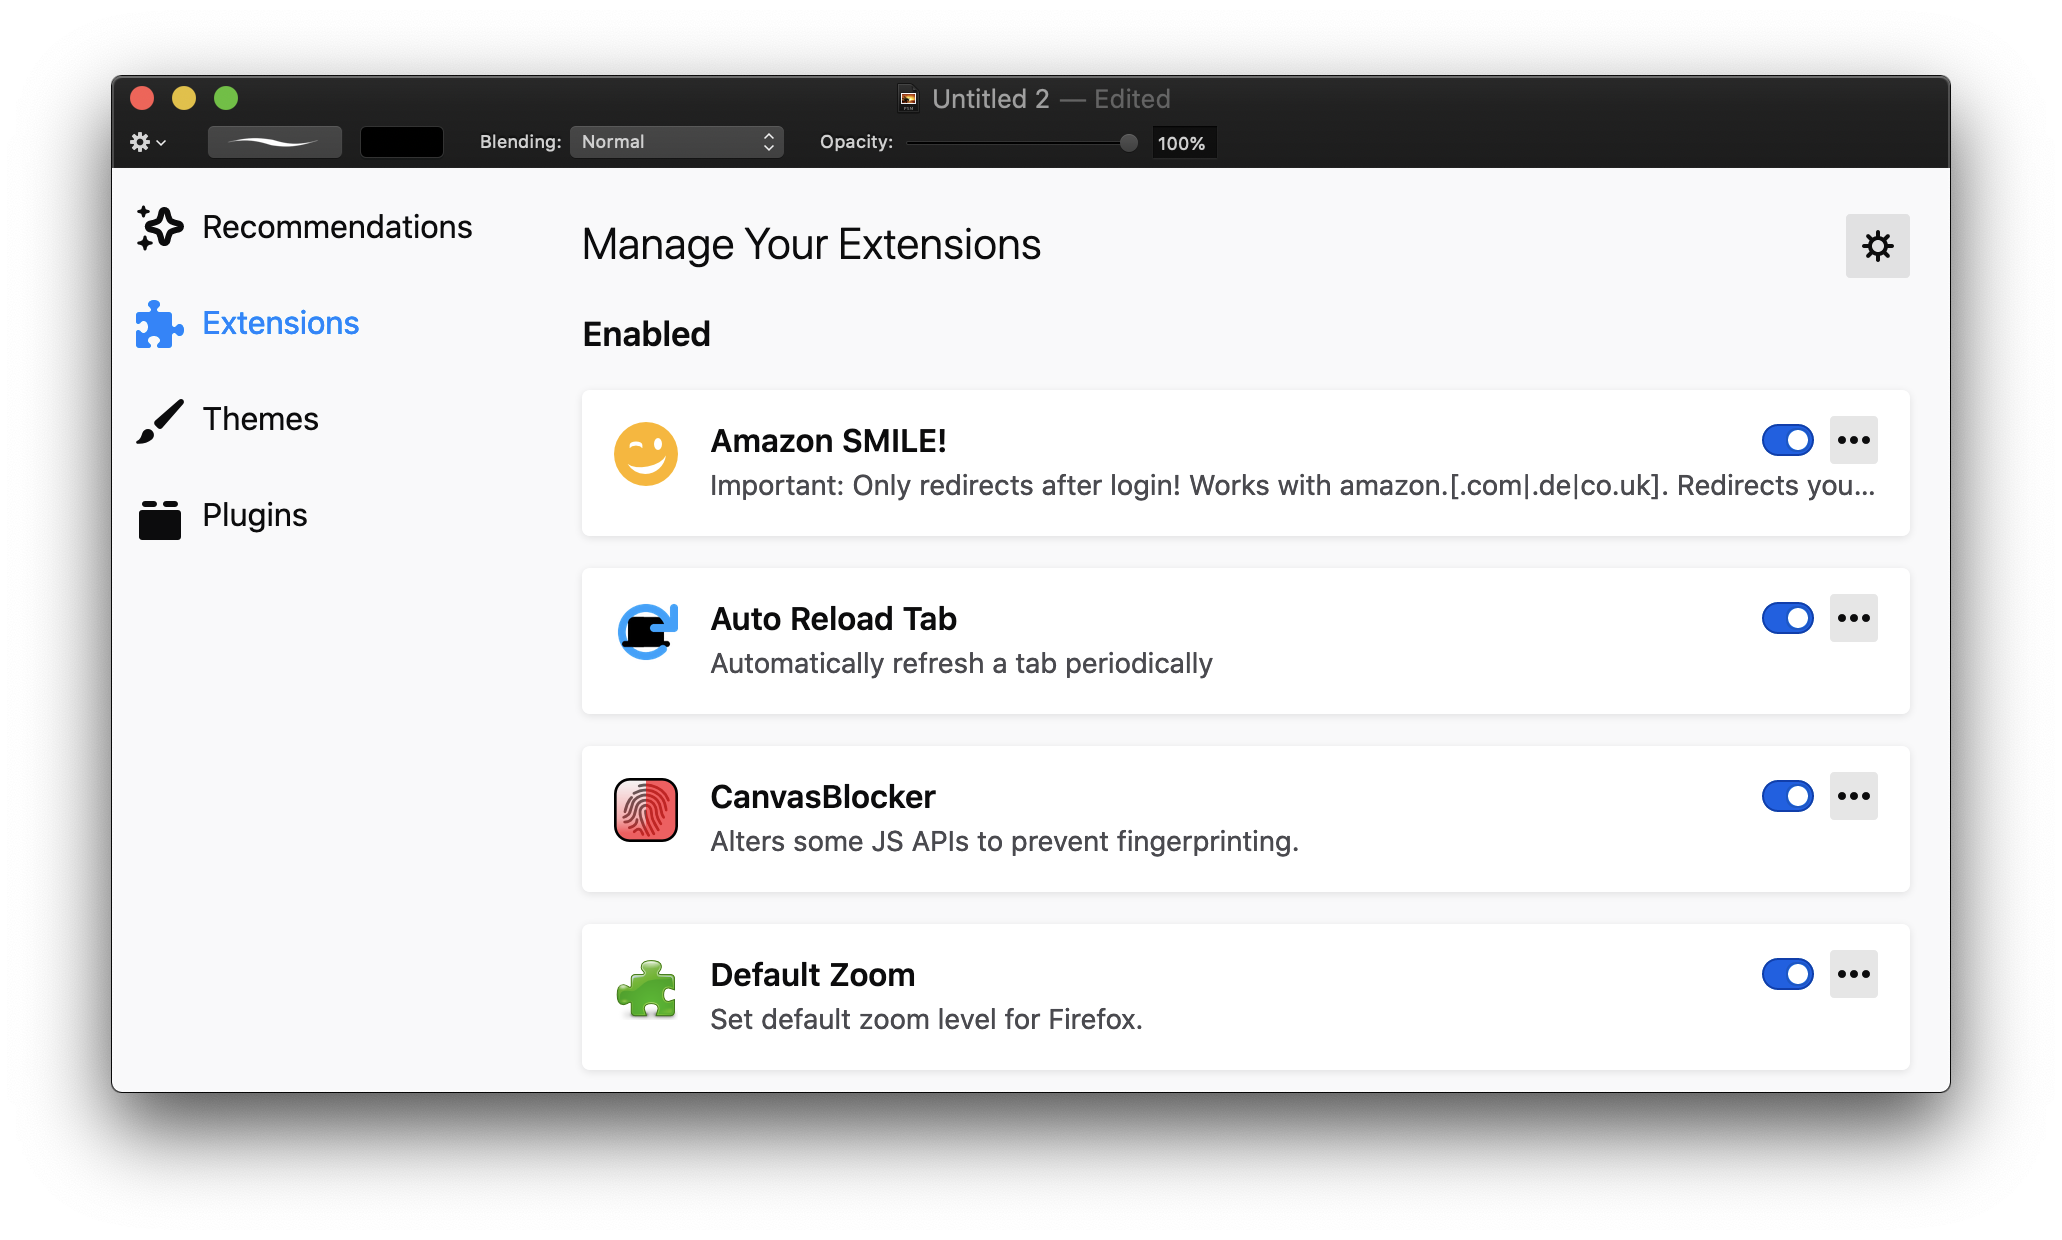 Untitled 2 — Edited
Blending: Normal Opacity: 100%
Recommendations
Extensions
Themes
Plugins
Manage Your Extensions
Enabled
Amazon SMILE!
Important: Only redirects after login! Works with amazon.[.com|.de|co.uk]. Redirects you...
Auto Reload Tab
Automatically refresh a tab periodically
CanvasBlocker
Alters some JS APIs to prevent fingerprinting.
Default Zoom
Set default zoom level for Firefox.